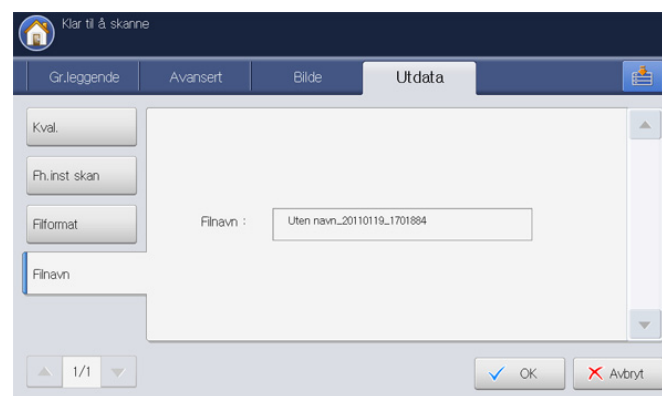 Klar til å skanne
Gr.leggende Avansert Bilde Utdata
Kval.
Fh.inst skan
Filformat
Filnavn : Uten navn_20110119_1701884
Filnavn
1/1 OK Avbryt